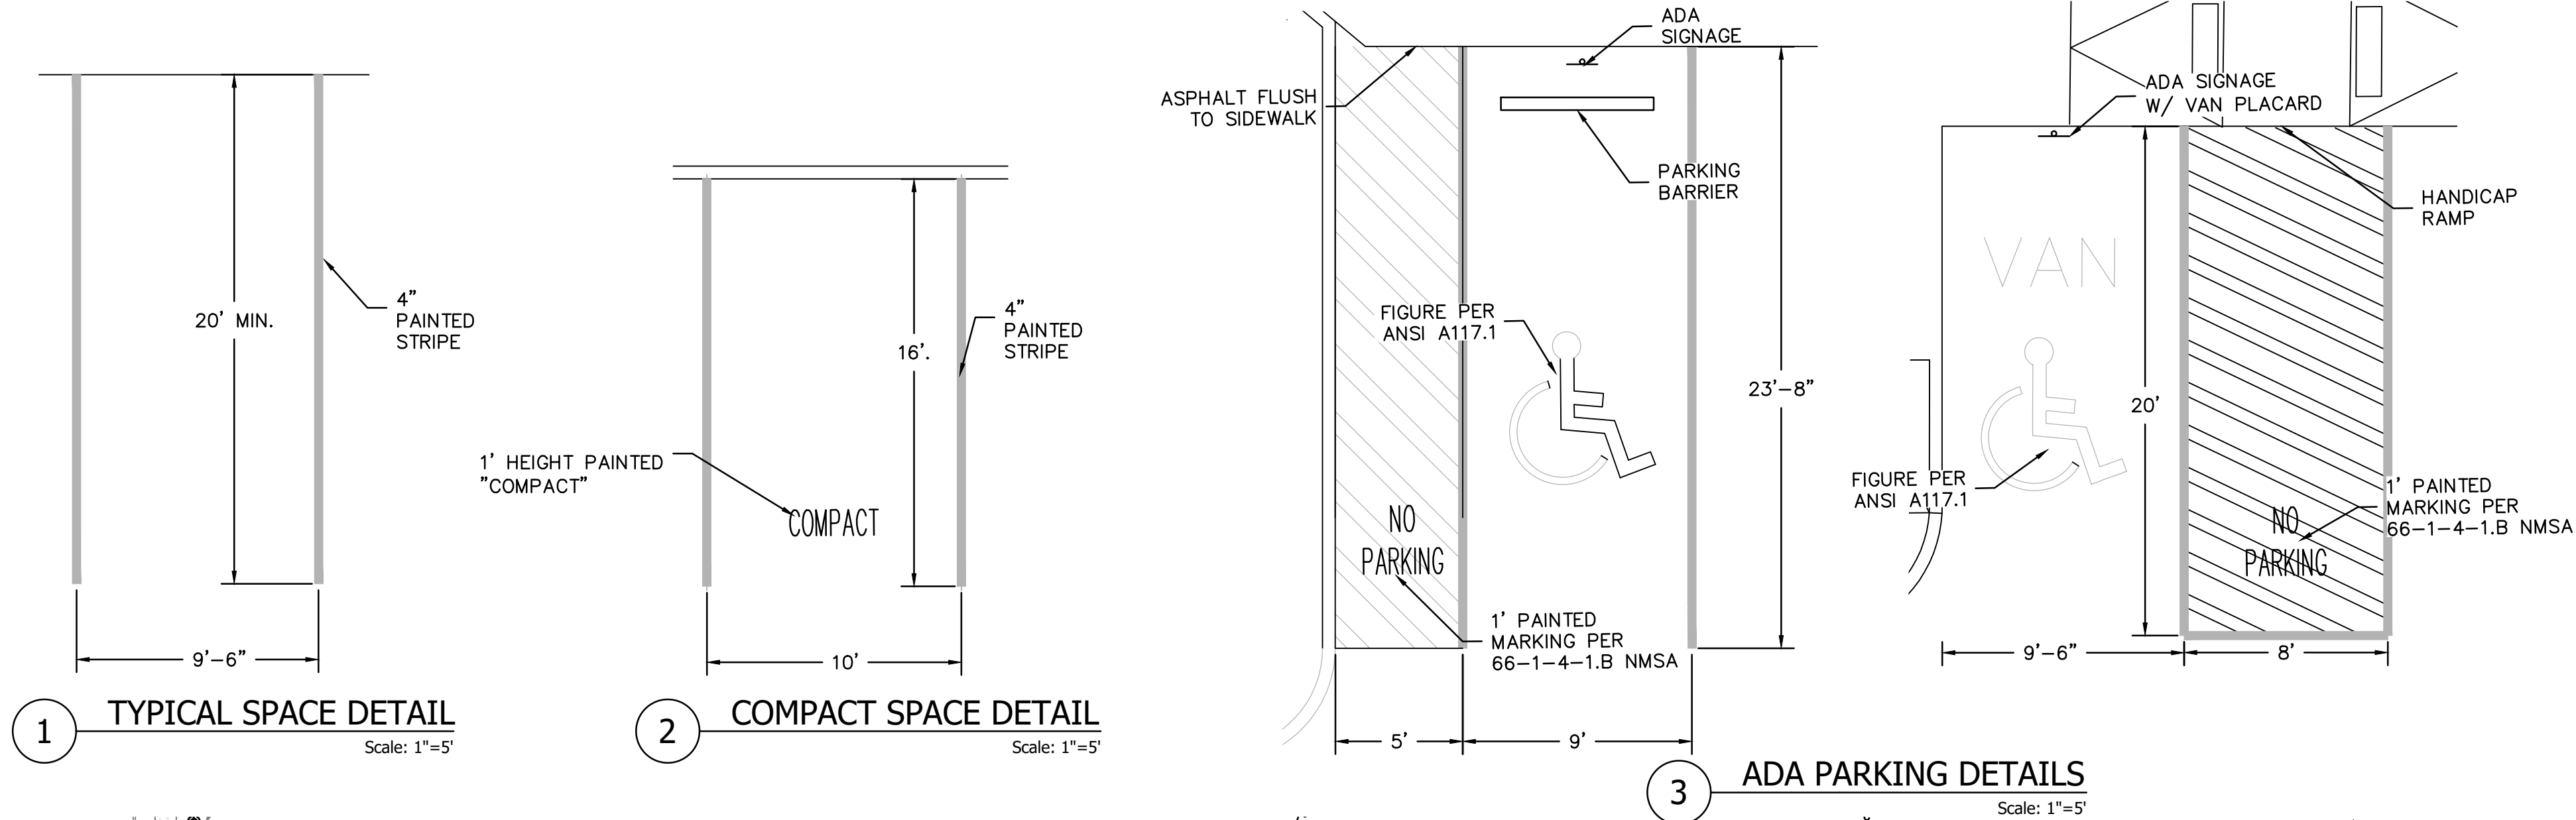 20' MIN.
4"
PAINTED
STRIPE
9'-6"
1
TYPICAL SPACE DETAIL
Scale: 1"=5'
16'.
4"
PAINTED
STRIPE
1' HEIGHT PAINTED
"COMPACT"
COMPACT
10'
2
COMPACT SPACE DETAIL
Scale: 1"=5'
ADA
SIGNAGE
ASPHALT FLUSH
TO SIDEWALK
PARKING
BARRIER
FIGURE PER
ANSI A117.1
23'-8"
NO
PARKING
1' PAINTED
MARKING PER
66-1-4-1.B NMSA
5'
9'
ADA SIGNAGE
W/ VAN PLACARD
HANDICAP
RAMP
VAN
20'
FIGURE PER
ANSI A117.1
1' PAINTED
MARKING PER
66-1-4-1.B NMSA
NO
PARKING
9'-6"
8'
3
ADA PARKING DETAILS
Scale: 1"=5'